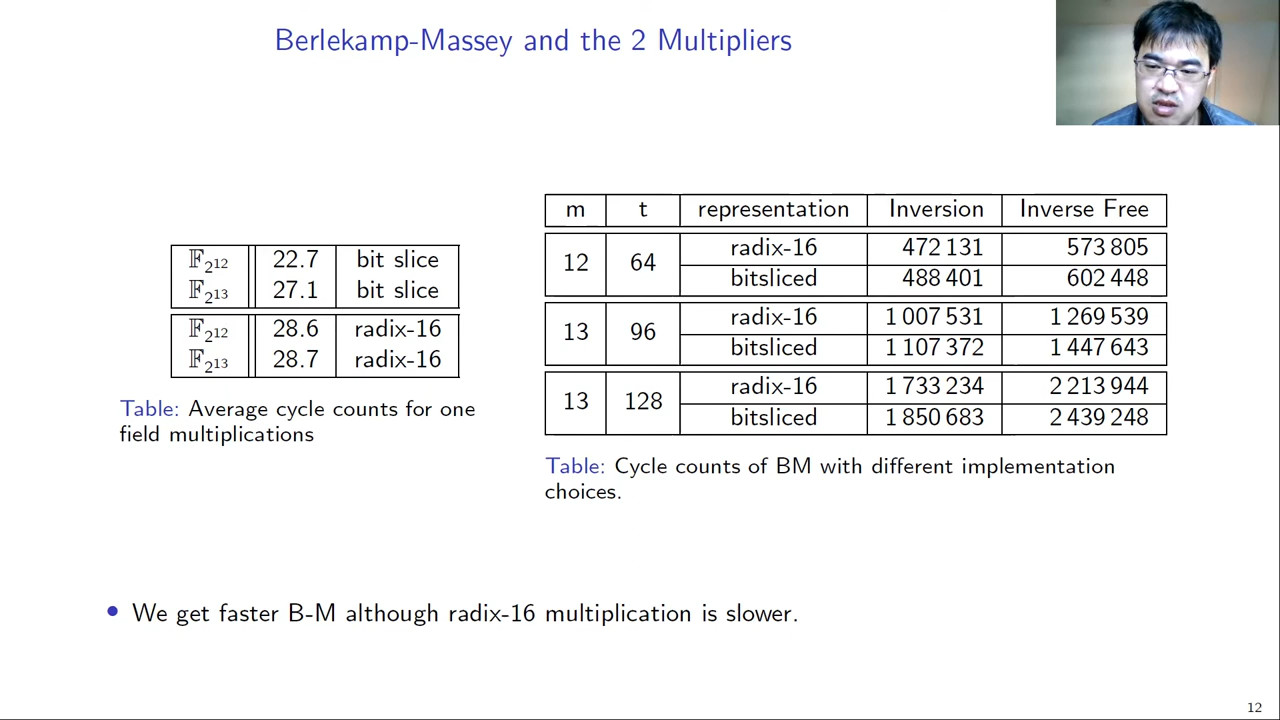 Berlekamp-Massey and the 2 Multipliers
𝔽₂₁₂ 22.7 bit slice
𝔽₂₁₃ 27.1 bit slice
𝔽₂₁₂ 28.6 radix-16
𝔽₂₁₃ 28.7 radix-16
Table: Average cycle counts for one
field multiplications
m t representation Inversion Inverse Free
12 64 radix-16 472 131 573 805
bitsliced 488 401 602 448
13 96 radix-16 1 007 531 1 269 539
bitsliced 1 107 372 1 447 643
13 128 radix-16 1 733 234 2 213 944
bitsliced 1 850 683 2 439 248
Table: Cycle counts of BM with different implementation
choices.
• We get faster B-M although radix-16 multiplication is slower.
12